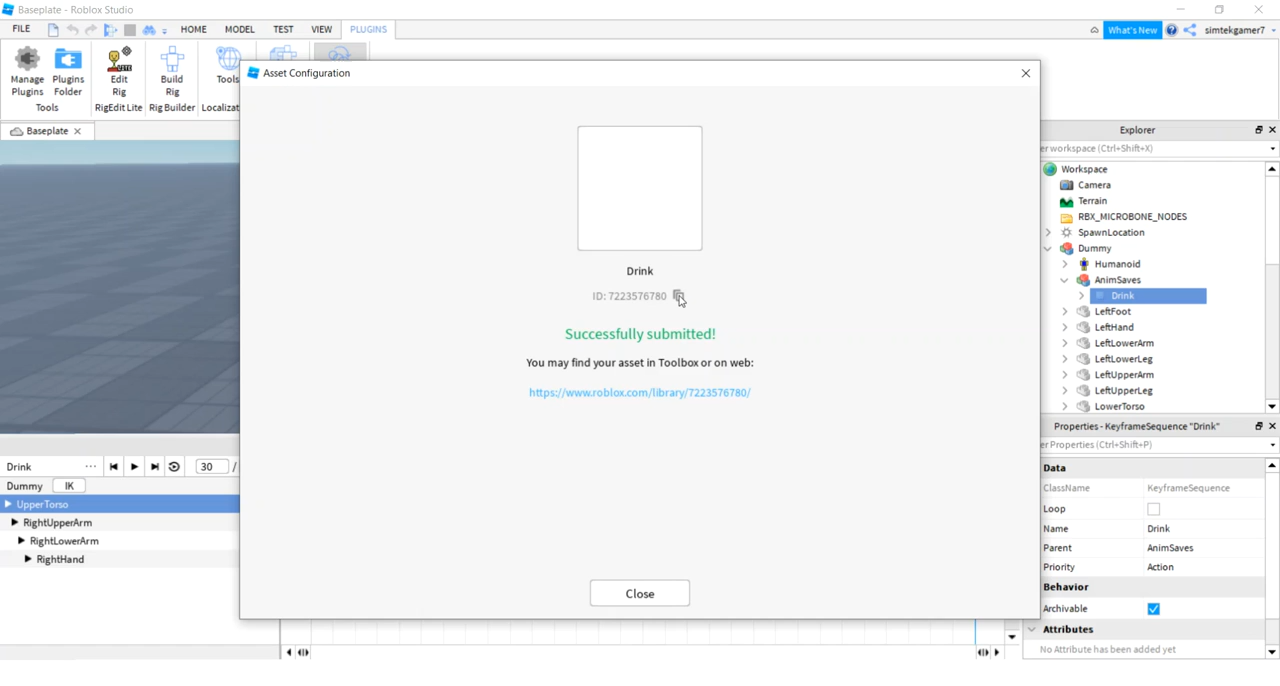 Baseplate - Roblox Studio
FILE HOME MODEL TEST VIEW PLUGINS What's New simtekgamer7
Manage Plugins
Plugins Folder
Edit Rig
Build Rig
Tools
Tools RigEdit Lite Rig Builder Localizat
Asset Configuration
Baseplate
Drink
ID: 7223576780
Successfully submitted!
You may find your asset in Toolbox or on web:
https://www.roblox.com/library/7223576780/
Close
Explorer
er workspace (Ctrl+Shift+X)
Workspace
Camera
Terrain
RBX_MICROBONE_NODES
SpawnLocation
Dummy
Humanoid
AnimSaves
Drink
LeftFoot
LeftHand
LeftLowerArm
LeftLowerLeg
LeftUpperArm
LeftUpperLeg
LowerTorso
Properties - KeyframeSequence "Drink"
er Properties (Ctrl+Shift+P)
Data
ClassName KeyframeSequence
Loop
Name Drink
Parent AnimSaves
Priority Action
Behavior
Archivable
Attributes
No Attribute has been added yet
Drink ... 30 /
Dummy IK
UpperTorso
RightUpperArm
RightLowerArm
RightHand